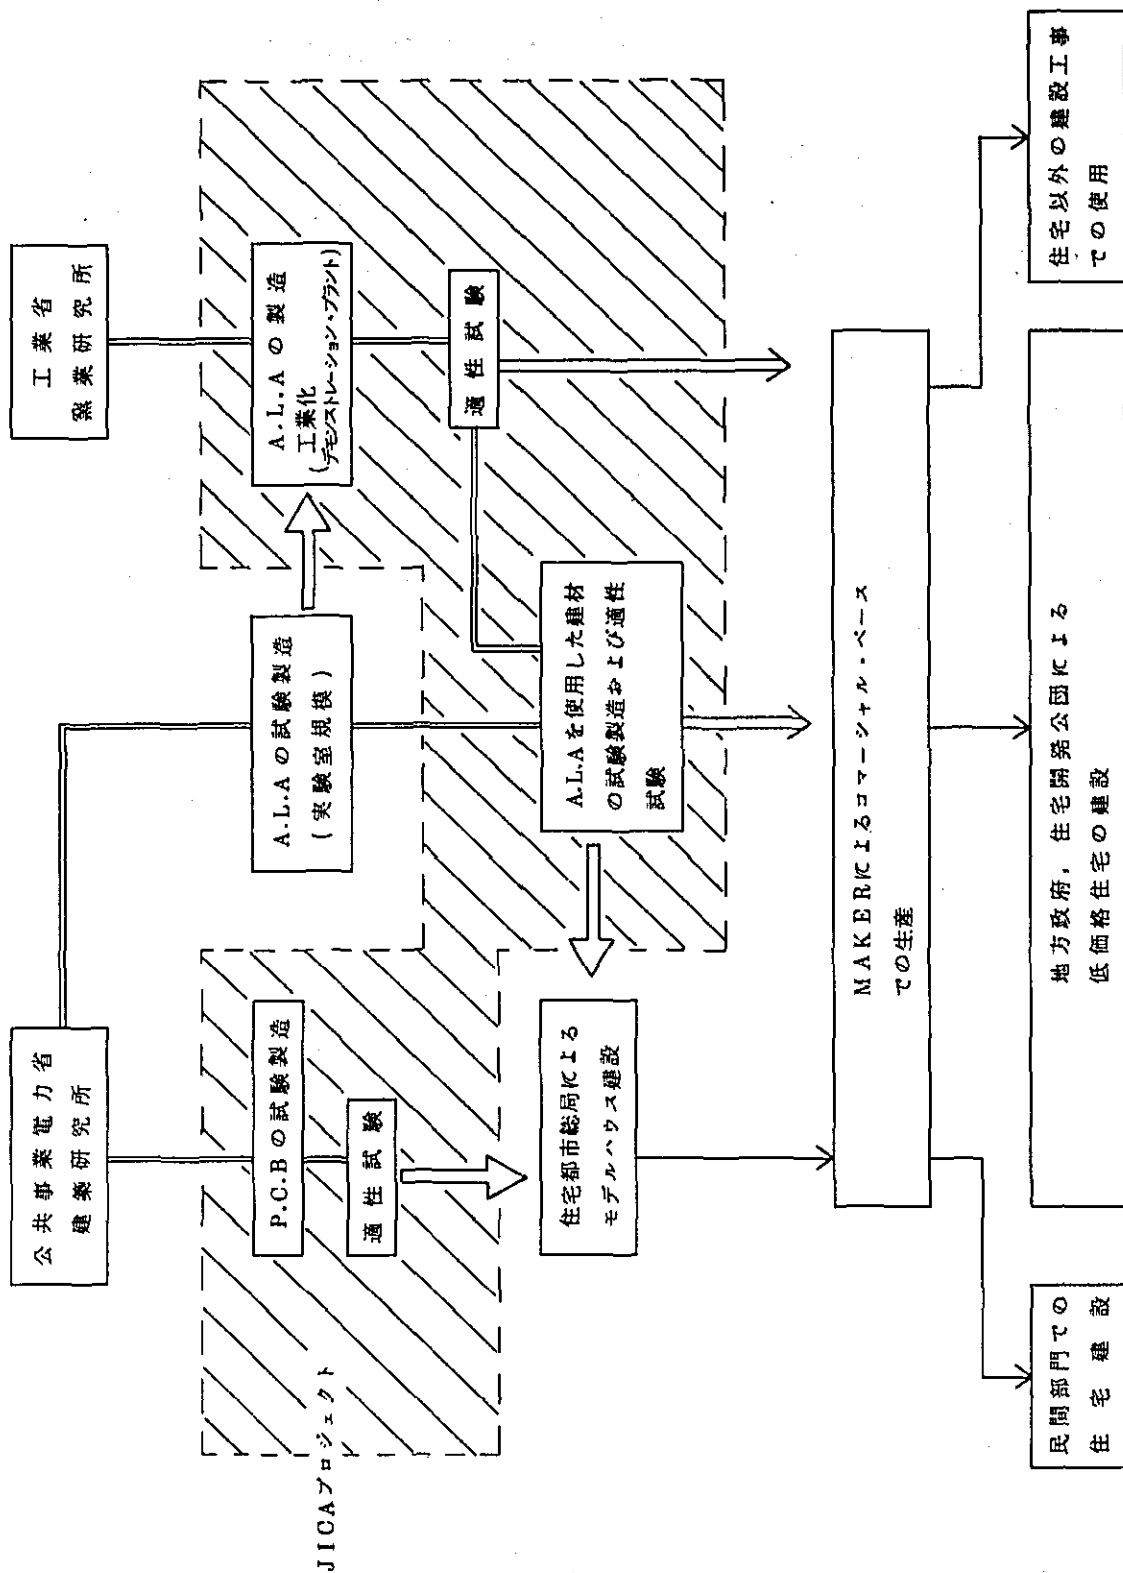 公共事業電力省
建築研究所
工業省
窯業研究所
P.C.Bの試験製造
適性試験
A.L.Aの試験製造
(実験室規模)
A.L.Aの製造
工業化
(デモンストレーション・プラント)
適性試験
JICAプロジェクト
住宅都市総局による
モデルハウス建設
A.L.Aを使用した建材
の試験製造および適性
試験
MAKERによるコマーシャル・ベース
での生産
民間部門での
住宅建設
地方政府,住宅開発公団による
低価格住宅の建設
住宅以外の建設工事
での使用